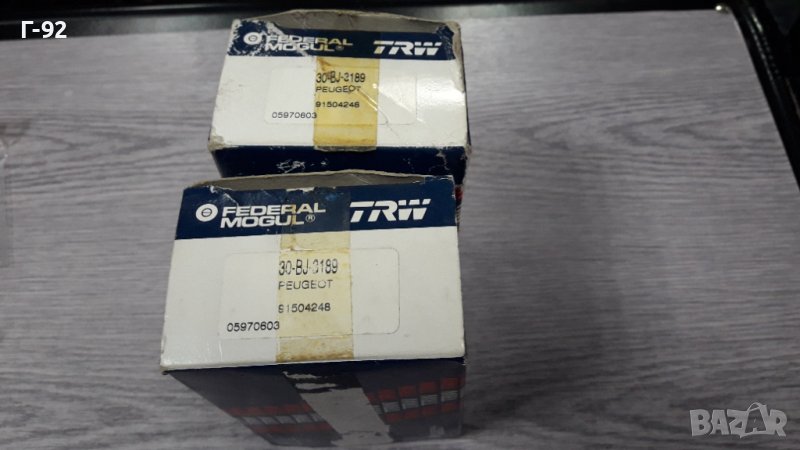 Г-92
FEDERAL
MOGUL®
TRW
30-BJ-3189
PEUGEOT
91504248
05970603
FEDERAL
MOGUL®
TRW
30-BJ-3189
PEUGEOT
91504248
05970603
BAZAR